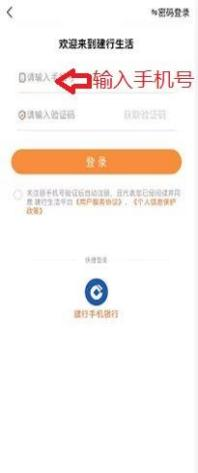 密码登录
欢迎来到建行生活
请输入手
输入手机号
请输入验证码
获取验证码
登录
未注册手机号验证后自动注册，且代表您已经阅读并同
意 建行生活平台《用户服务协议》、《个人信息保护
政策》
快捷登录
建行手机银行